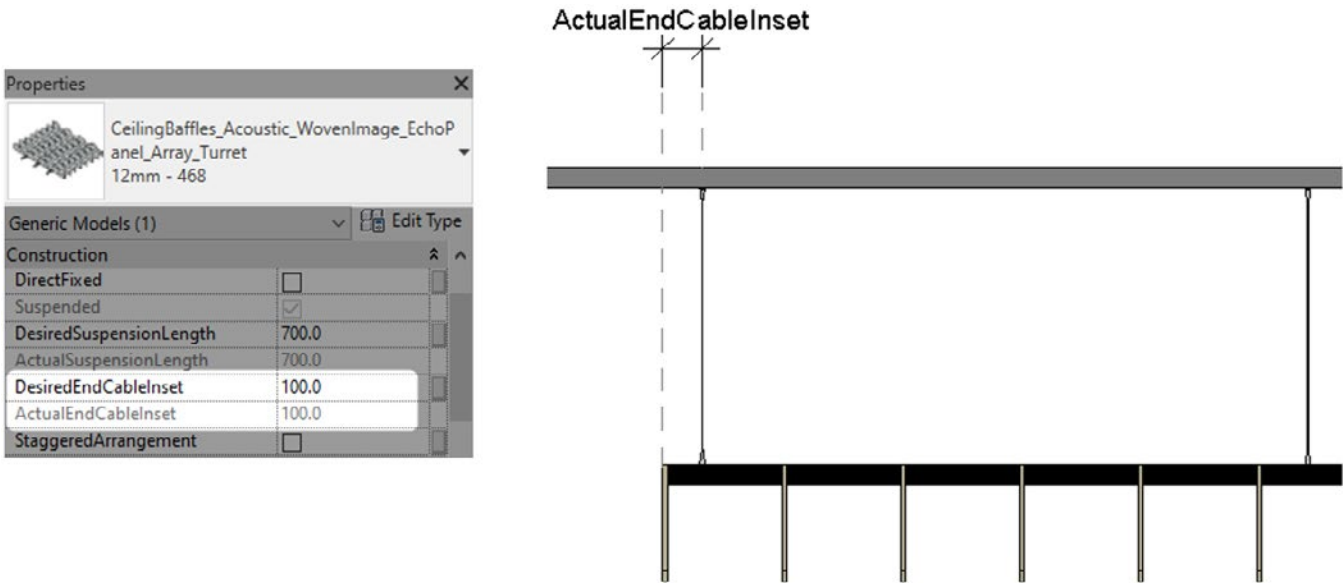 ActualEndCableInset
Properties
CeilingBaffles_Acoustic_WovenImage_EchoP
anel_Array_Turret
12mm - 468
Generic Models (1)
Edit Type
Construction
DirectFixed
Suspended
DesiredSuspensionLength 700.0
ActualSuspensionLength 700.0
DesiredEndCableInset 100.0
ActualEndCableInset 100.0
StaggeredArrangement